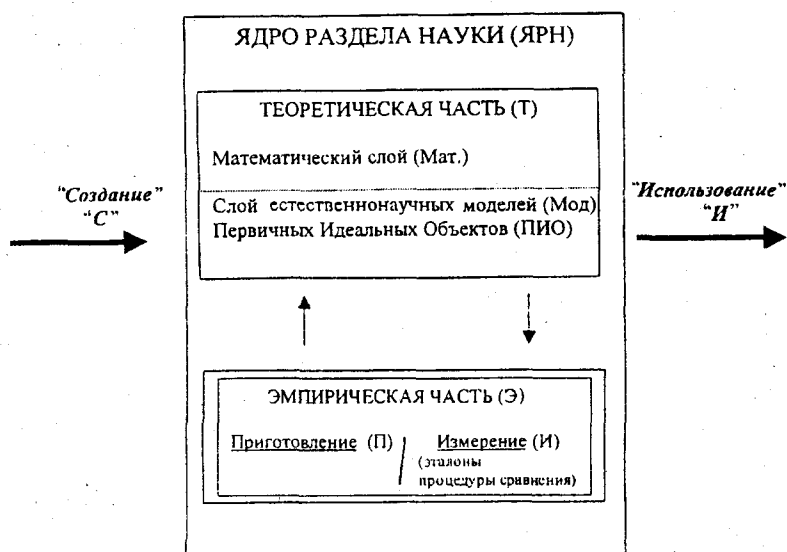 ЯДРО РАЗДЕЛА НАУКИ (ЯРН)
ТЕОРЕТИЧЕСКАЯ ЧАСТЬ (Т)
Математический слой (Мат.)
"Создание"
"С"
Слой естественнонаучных моделей (Мод)
Первичных Идеальных Объектов (ПИО)
"Использование"
"И"
ЭМПИРИЧЕСКАЯ ЧАСТЬ (Э)
Приготовление (П) / Измерение (И)
(эталоны
процедуры сравнения)